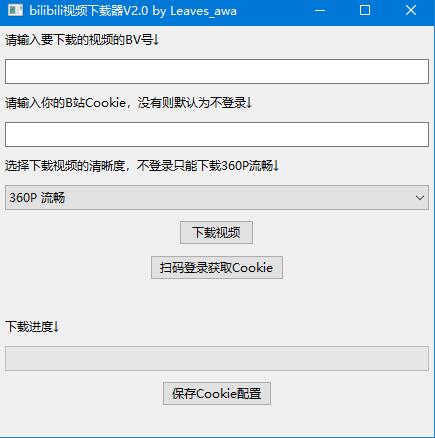 bilibili视频下载器V2.0 by Leaves_awa
请输入要下载的视频的BV号↓
请输入你的B站Cookie，没有则默认为不登录↓
选择下载视频的清晰度，不登录只能下载360P流畅↓
360P 流畅
下载视频
扫码登录获取Cookie
下载进度↓
保存Cookie配置